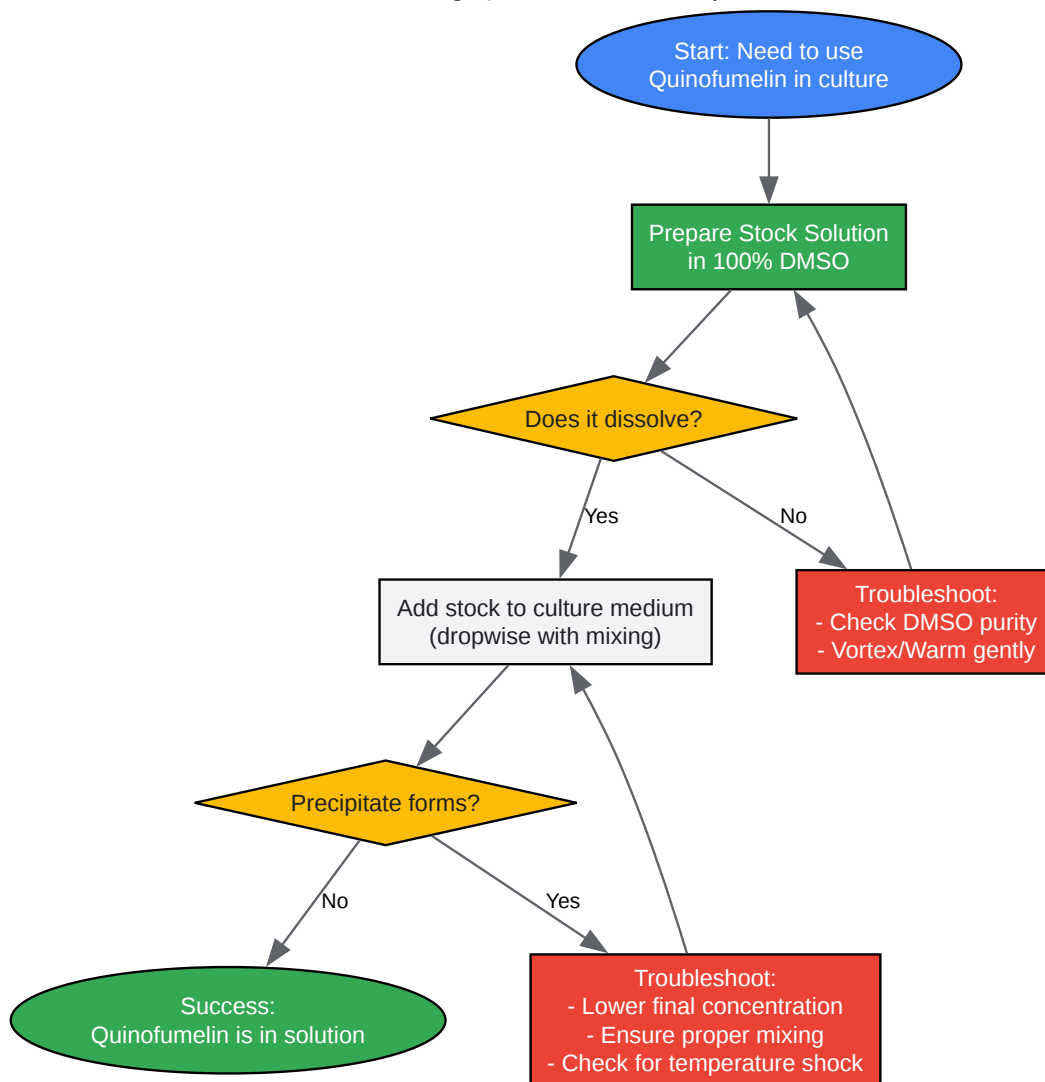 Start: Need to use
Quinofumelin in culture
Prepare Stock Solution
in 100% DMSO
Does it dissolve?
Yes
No
Add stock to culture medium
(dropwise with mixing)
Troubleshoot:
- Check DMSO purity
- Vortex/Warm gently
Precipitate forms?
No
Yes
Success:
Quinofumelin is in solution
Troubleshoot:
- Lower final concentration
- Ensure proper mixing
- Check for temperature shock